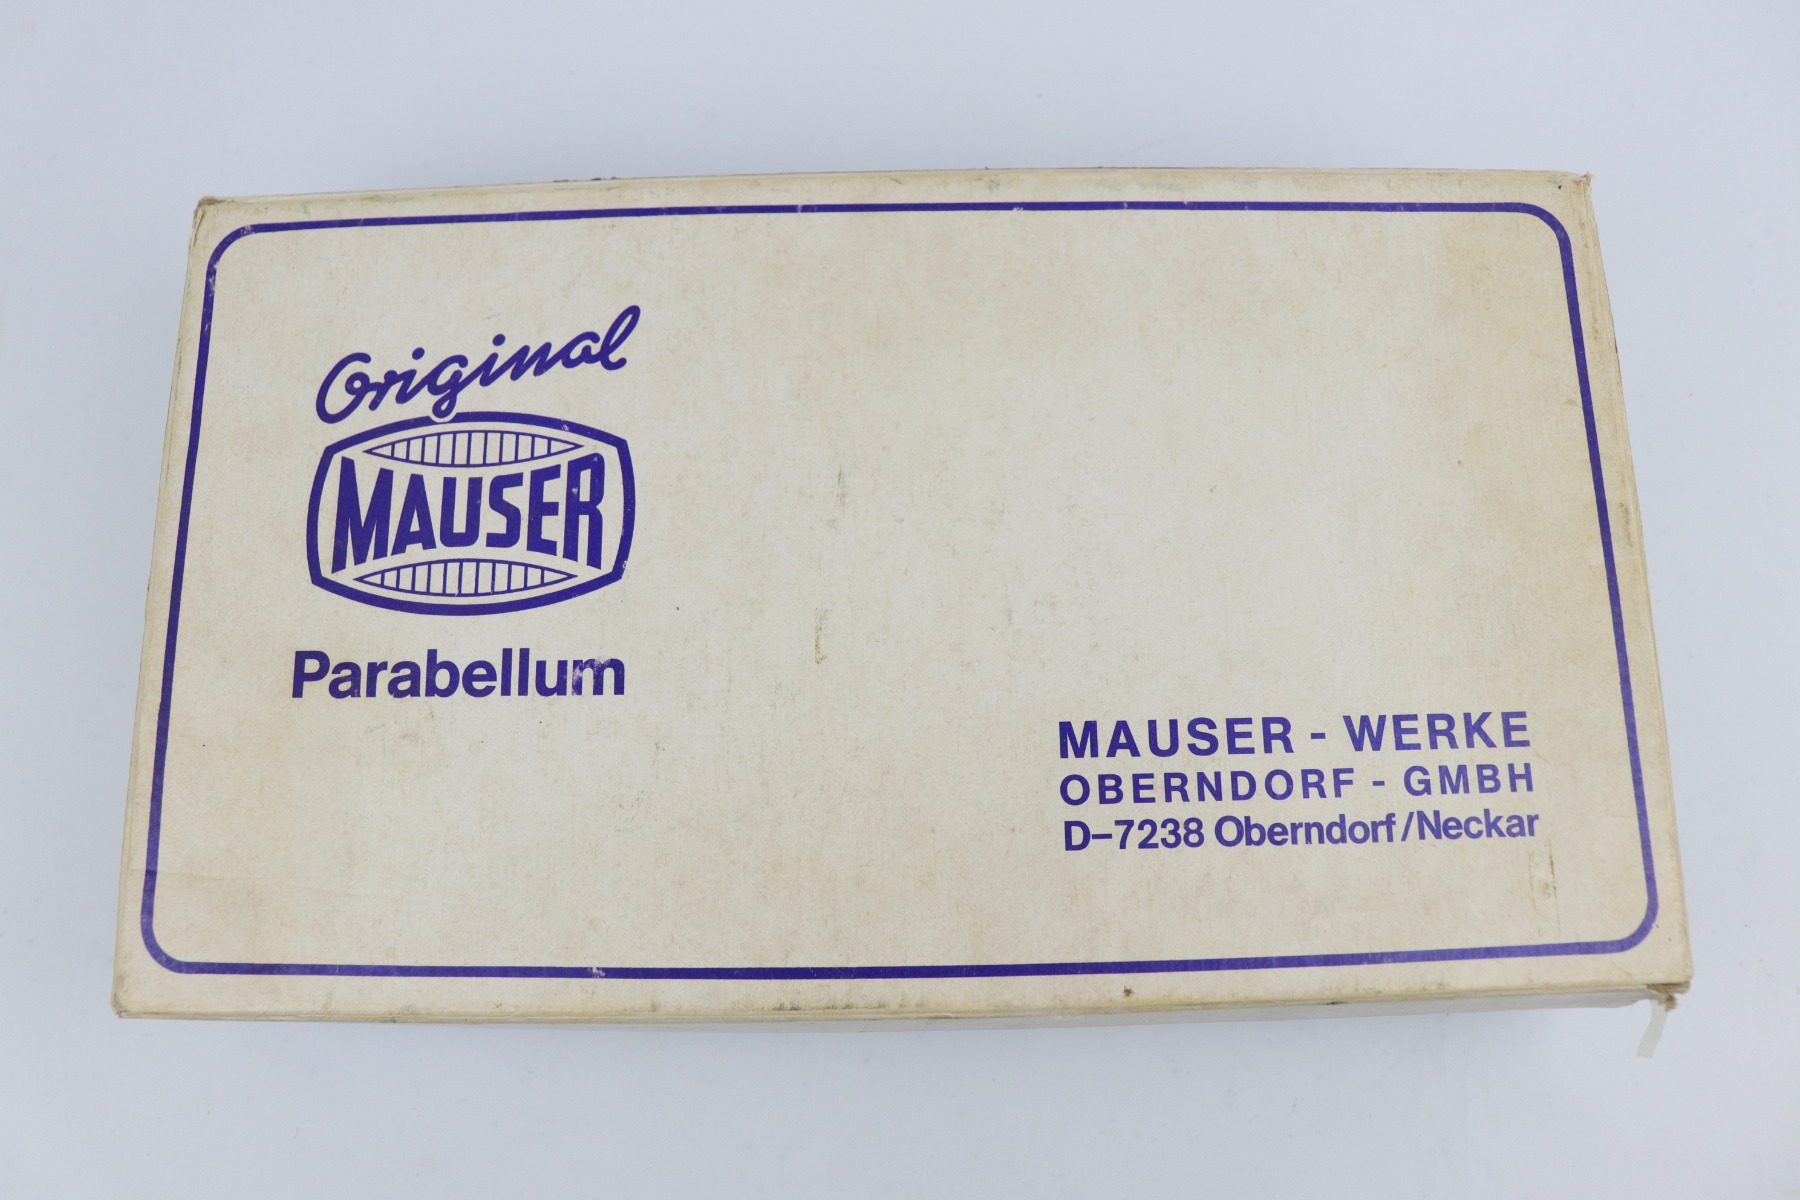 Original
MAUSER
Parabellum
MAUSER - WERKE
OBERNDORF - GMBH
D–7238 Oberndorf/Neckar